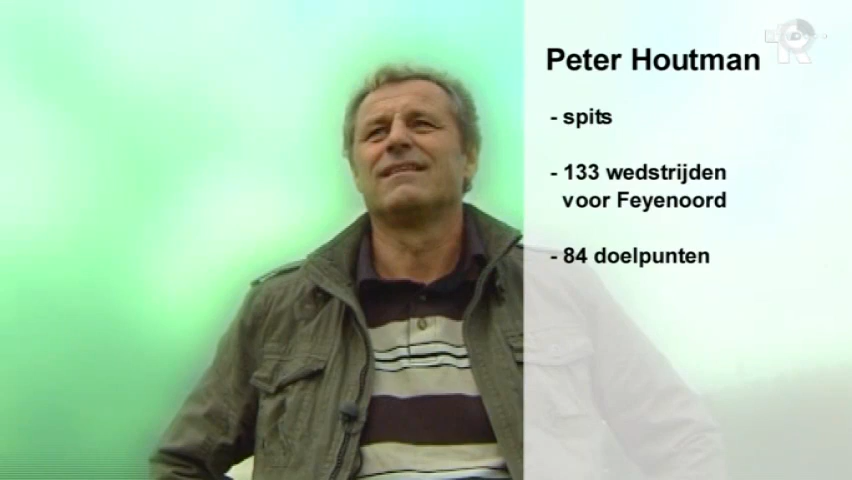 Peter Houtman
- spits
- 133 wedstrijden
voor Feyenoord
- 84 doelpunten